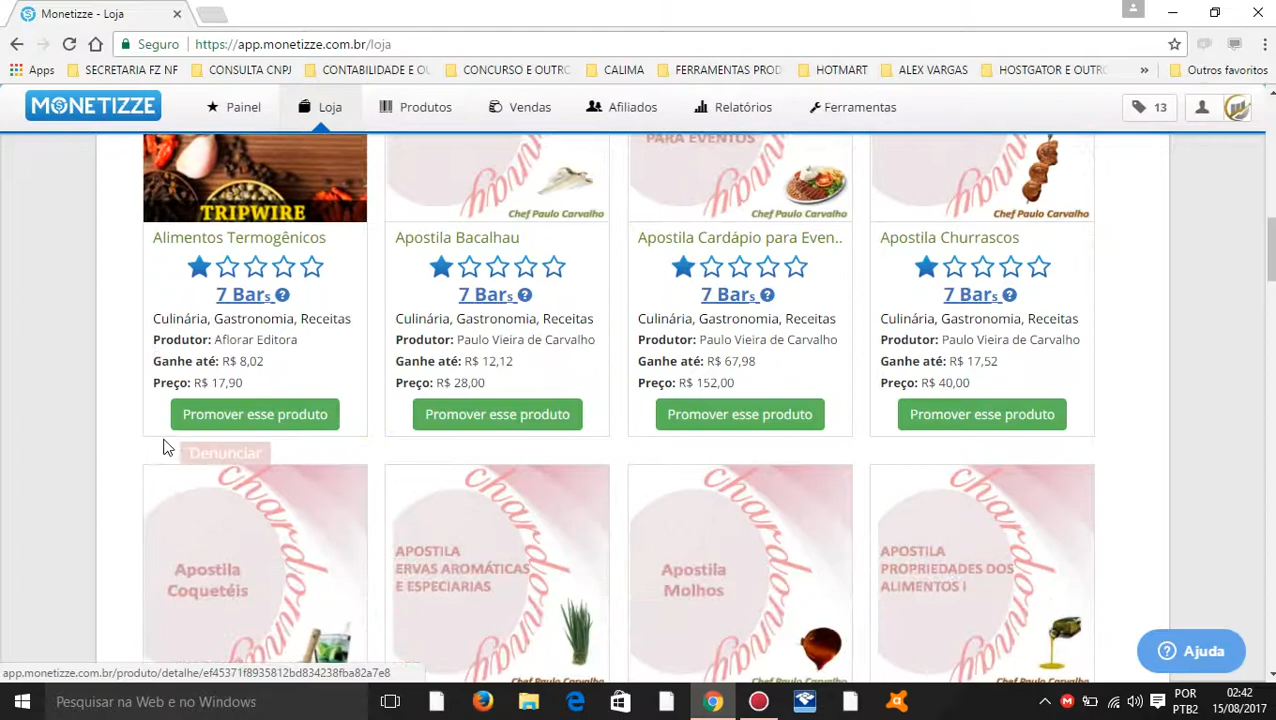 Monetizze - Loja
Seguro https://app.monetizze.com.br/loja
Apps SECRETARIA FZ NF CONSULTA CNPJ CONTABILIDADE E OU CONCURSO E OUTRO CALIMA FERRAMENTAS PROD HOTMART ALEX VARGAS HOSTGATOR E OUTRO » Outros favoritos
MONETIZZE Painel Loja Produtos Vendas Afiliados Relatórios Ferramentas 13
PARA EVENTOS
TRIPWIRE Chef Paulo Carvalho Chef Paulo Carvalho Chef Paulo Carvalho
Alimentos Termogênicos Apostila Bacalhau Apostila Cardápio para Even.. Apostila Churrascos
7 Bars ? 7 Bars ? 7 Bars ? 7 Bars ?
Culinária, Gastronomia, Receitas Culinária, Gastronomia, Receitas Culinária, Gastronomia, Receitas Culinária, Gastronomia, Receitas
Produtor: Aflorar Editora Produtor: Paulo Vieira de Carvalho Produtor: Paulo Vieira de Carvalho Produtor: Paulo Vieira de Carvalho
Ganhe até: R$ 8,02 Ganhe até: R$ 12,12 Ganhe até: R$ 67,98 Ganhe até: R$ 17,52
Preço: R$ 17,90 Preço: R$ 28,00 Preço: R$ 152,00 Preço: R$ 40,00
Promover esse produto Promover esse produto Promover esse produto Promover esse produto
Denunciar
chardonnay chardonnay chardonnay chardonnay
Apostila Coquetéis
APOSTILA ERVAS AROMÁTICAS E ESPECIARIAS
Apostila Molhos
APOSTILA PROPRIEDADES DOS ALIMENTOS I
? Ajuda
app.monetizze.com.br/produto/detalhe/ef45371f8935812bd834238fba82a7e8
Pesquisar na Web e no Windows
POR 02:42
PTB2 15/08/2017